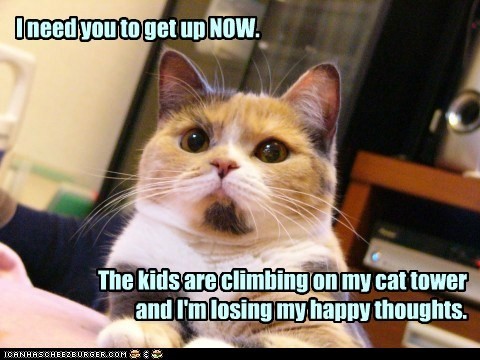 I need you to get up NOW.
The kids are climbing on my cat tower
and I'm losing my happy thoughts.
ICANHASCHEEZBURGER.COM